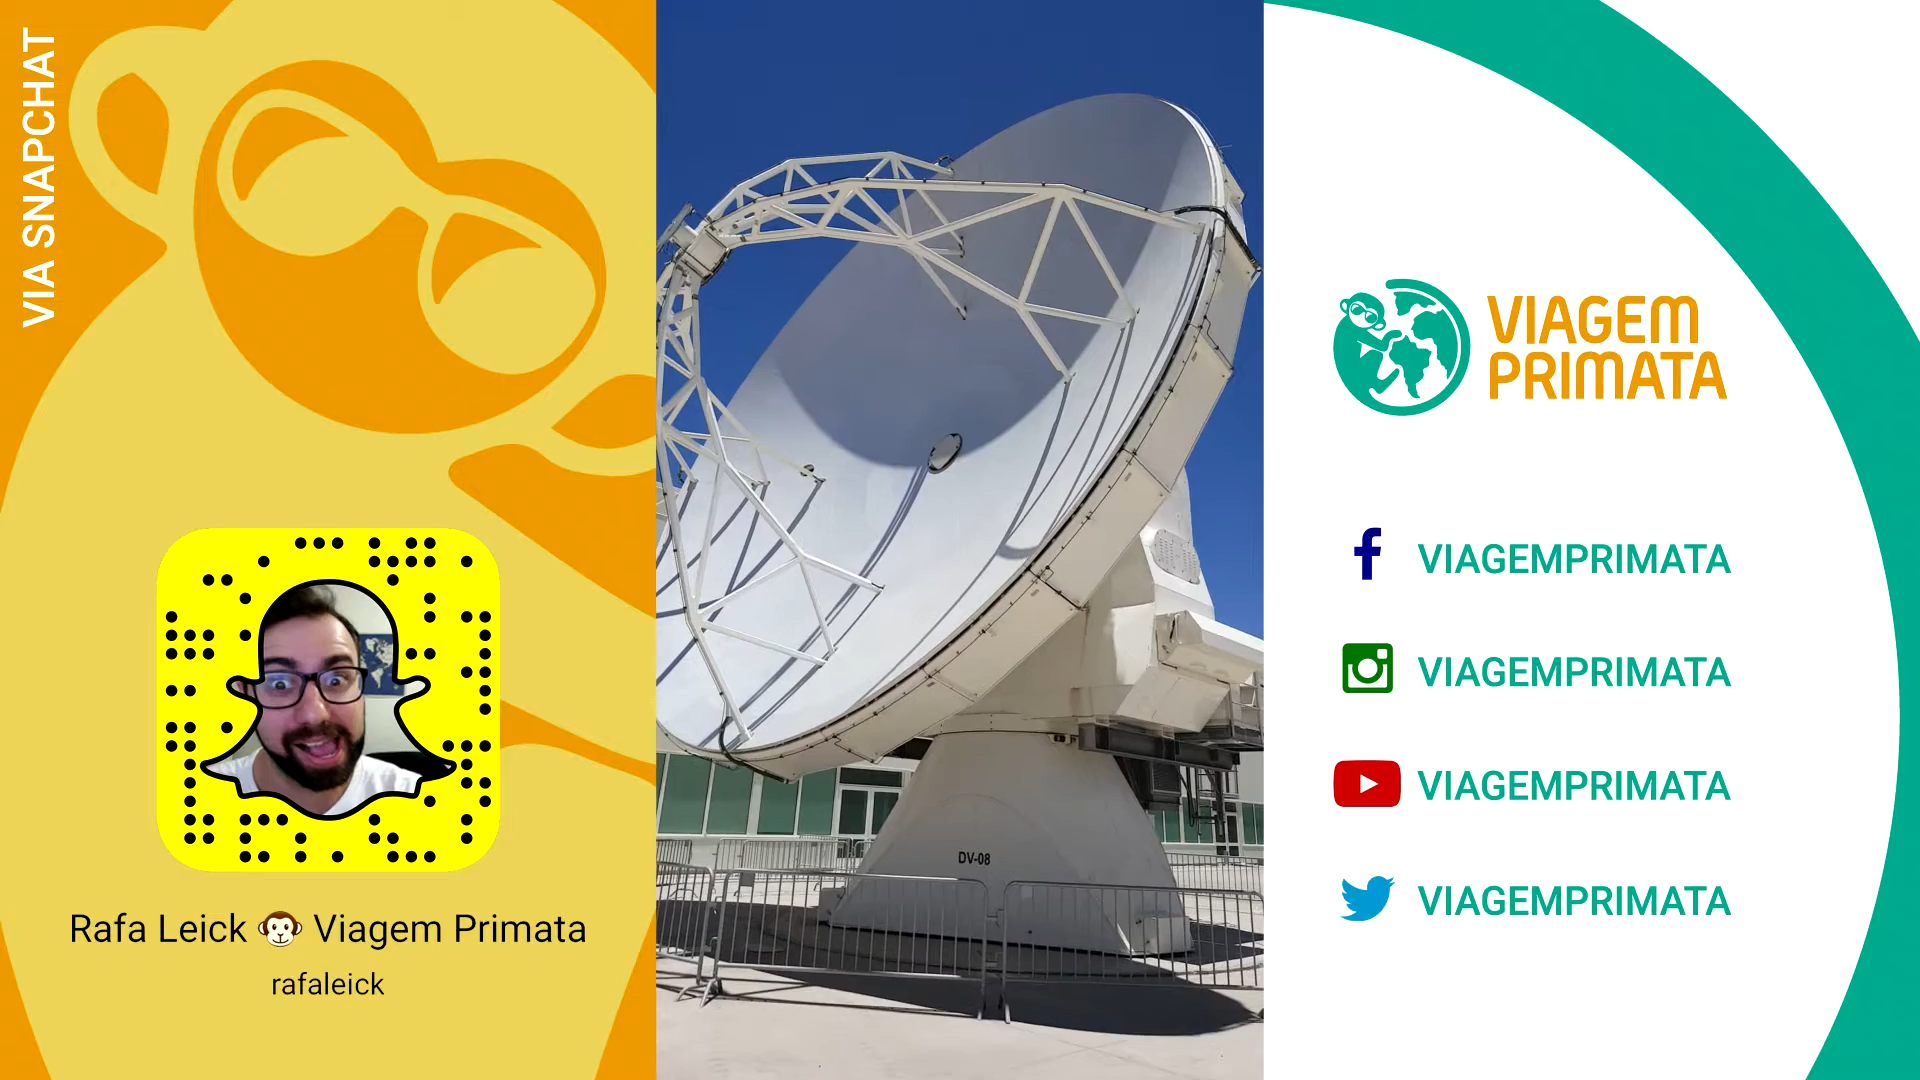 VIA SNAPCHAT
Rafa Leick 🐵 Viagem Primata
rafaleick
DV-08
VIAGEM
PRIMATA
VIAGEMPRIMATA
VIAGEMPRIMATA
VIAGEMPRIMATA
VIAGEMPRIMATA